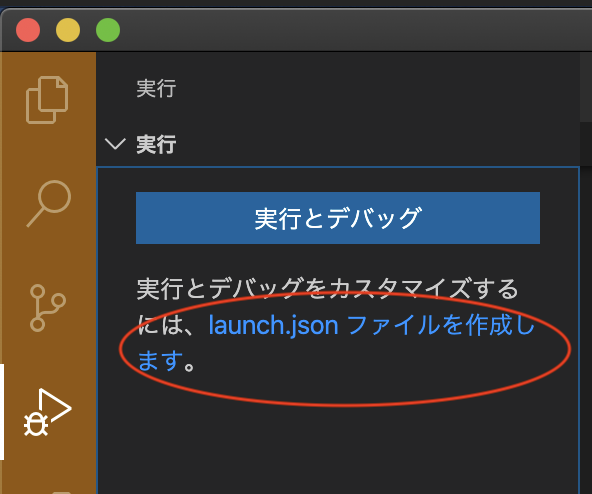 実行
実行
実行とデバッグ
実行とデバッグをカスタマイズする
には、launch.json ファイルを作成し
ます。